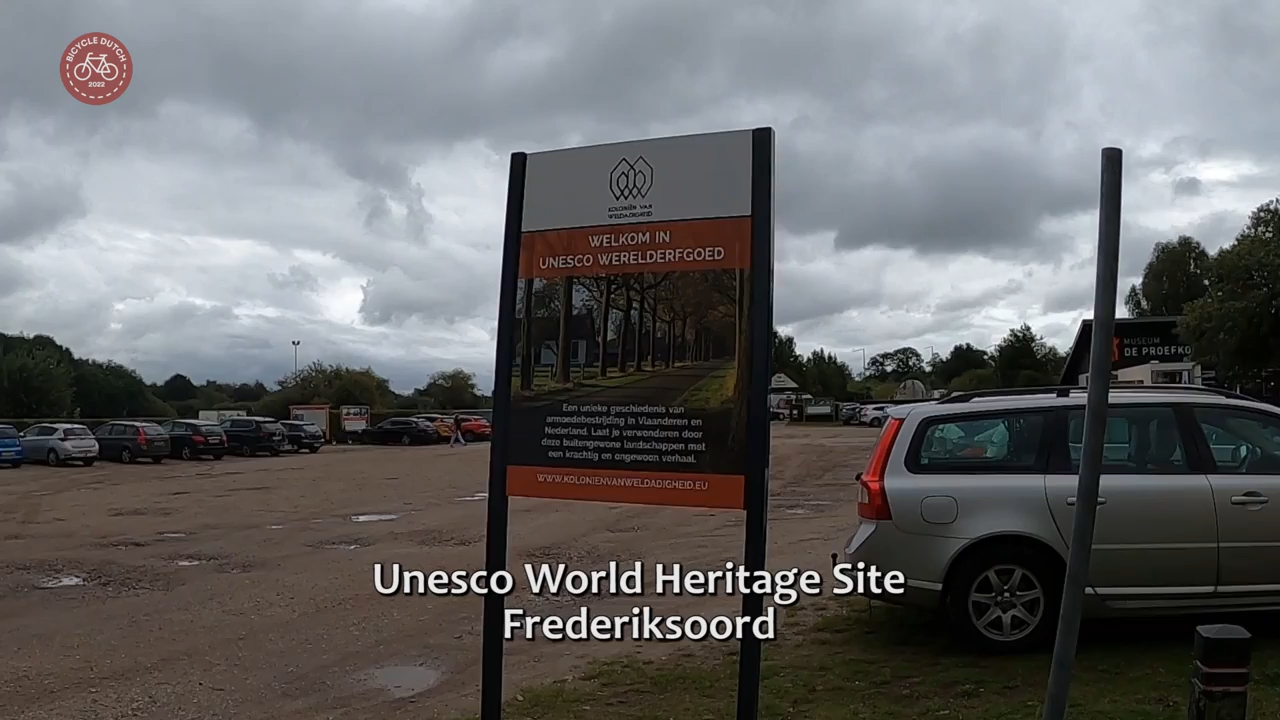 BICYCLE DUTCH
2022
KOLONIËN VAN
WELDADIGHEID
WELKOM IN
UNESCO WERELDERFGOED
Een unieke geschiedenis van
armoedebestrijding in Vlaanderen en
Nederland. Laat je verwonderen door
deze buitengewone landschappen met
een krachtig en ongewoon verhaal.
WWW.KOLONIENVANWELDADIGHEID.EU
MUSEUM
DE PROEFKO
Unesco World Heritage Site
Frederiksoord